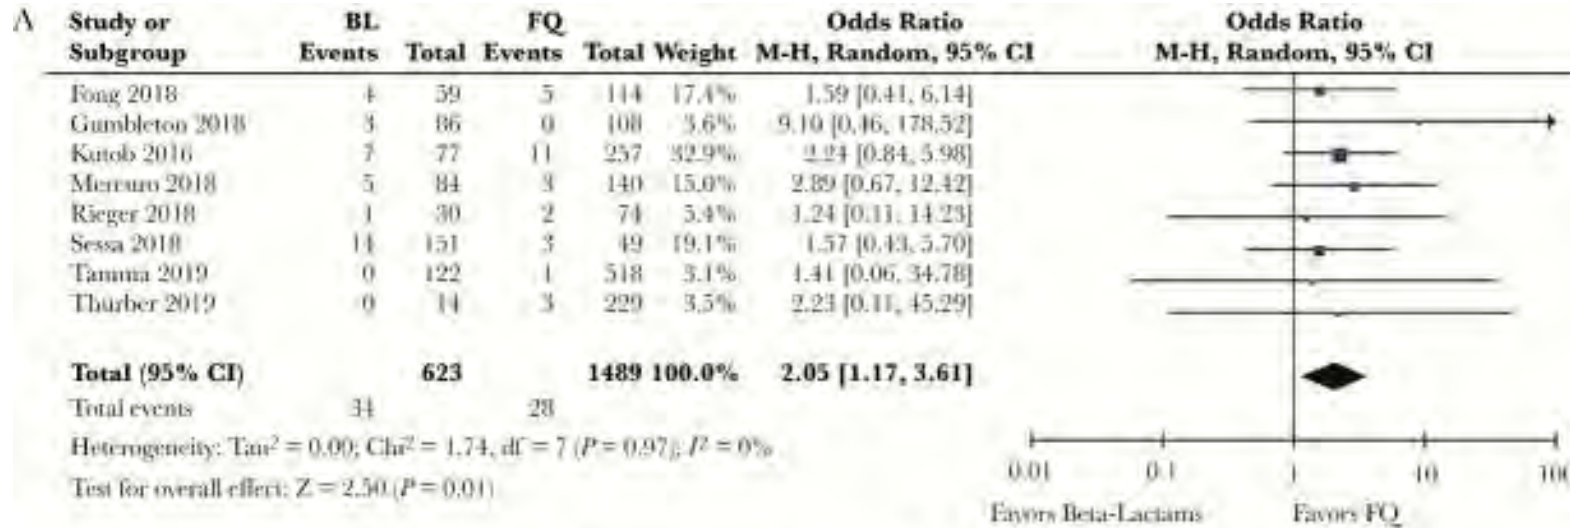 A Study or BL FQ Odds Ratio Odds Ratio
Subgroup Events Total Events Total Weight M-H, Random, 95% CI M-H, Random, 95% CI
Fong 2018 4 59 5 114 17.4% 1.59 [0.41, 6.14]
Gumbleton 2018 3 86 0 108 3.6% 9.10 [0.46, 178.52]
Kutob 2016 7 77 11 257 32.9% 2.24 [0.84, 5.98]
Mercuro 2018 5 84 3 140 15.0% 2.89 [0.67, 12.42]
Rieger 2018 1 30 2 74 5.4% 1.24 [0.11, 14.23]
Sessa 2018 14 151 3 49 19.1% 1.57 [0.43, 5.70]
Tamma 2019 0 122 1 518 3.1% 1.41 [0.06, 34.78]
Thurber 2019 0 14 3 229 3.5% 2.23 [0.11, 45.29]
Total (95% CI) 623 1489 100.0% 2.05 [1.17, 3.61]
Total events 34 28
Heterogeneity: Tau² = 0.00; Chi² = 1.74, df = 7 (P = 0.97); I² = 0%
Test for overall effect: Z = 2.50 (P = 0.01)
0.01 0.1 1 10 100
Favors Beta-Lactams Favors FQ